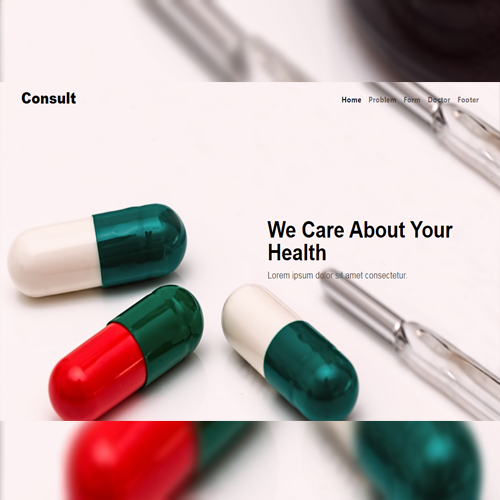 Consult
Home Problem Form Doctor Footer
We Care About Your
Health
Lorem ipsum dolor sit amet consectetur.